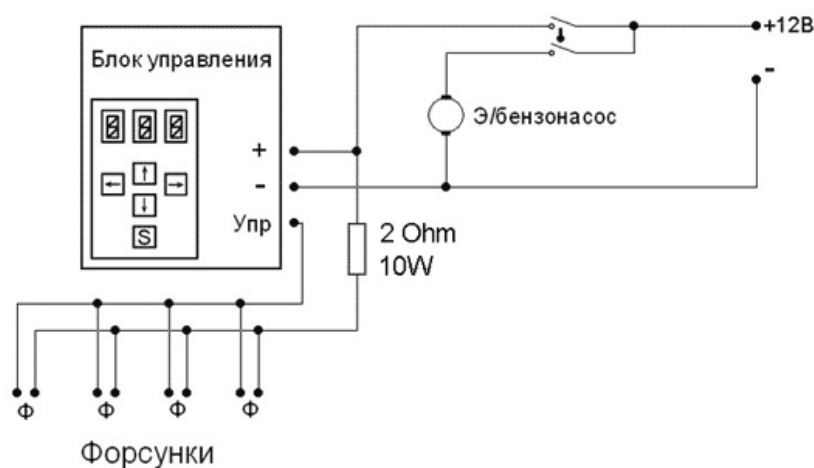 +12В
-
Блок управления
Э/бензонасос
+
-
Упр
← ↑ →
↓
S
2 Ohm
10W
Ф Ф Ф Ф
Форсунки